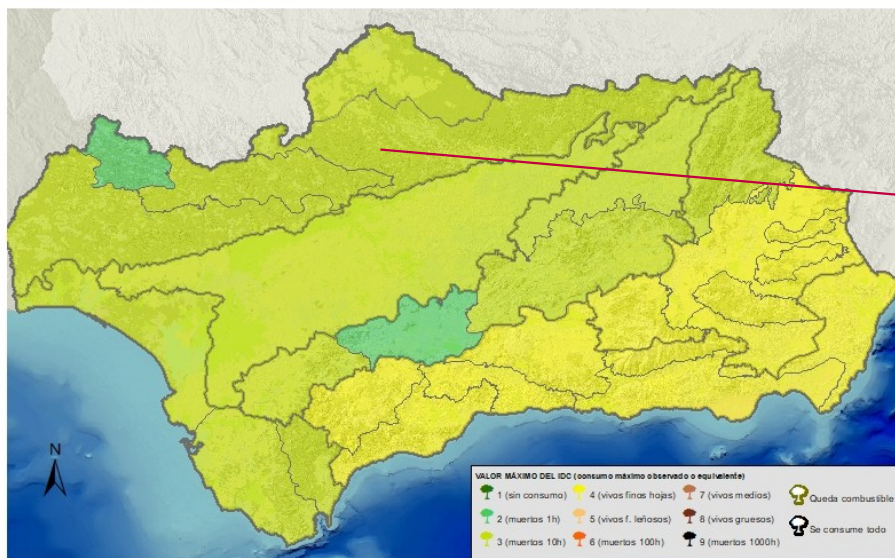 N
VALOR MÁXIMO DEL IDC (consumo máximo observado o equivalente)
1 (sin consumo)
4 (vivos finos hojas)
7 (vivos medios)
Queda combustible
2 (muertos 1h)
5 (vivos f. leñosos)
8 (vivos gruesos)
Se consume todo
3 (muertos 10h)
6 (muertos 100h)
9 (muertos 1000h)